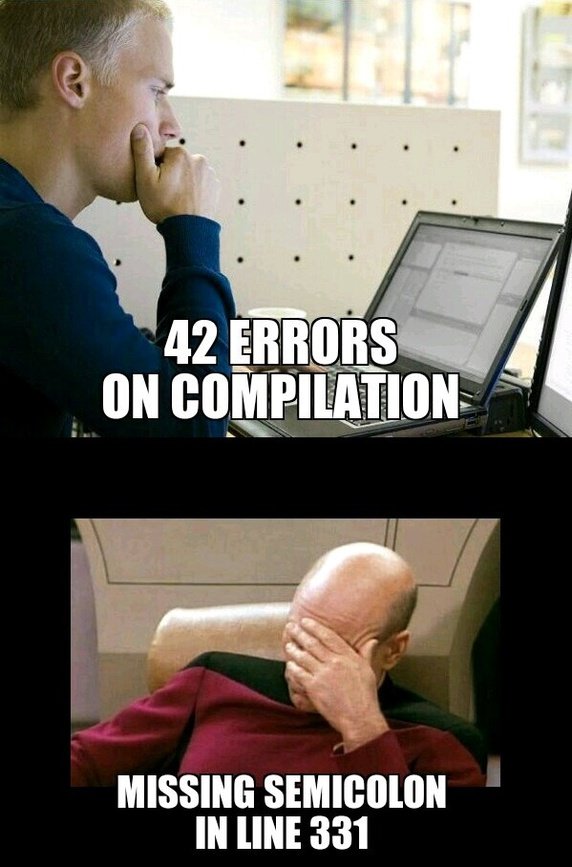 42 ERRORS
ON COMPILATION
MISSING SEMICOLON
IN LINE 331